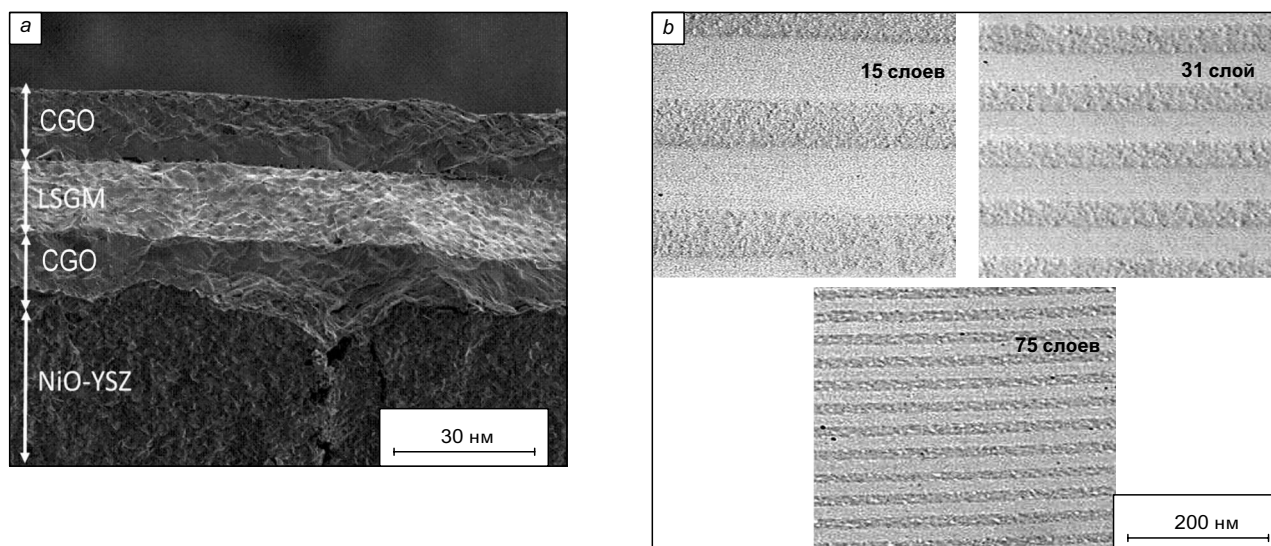 a
CGO
LSGM
CGO
NiO-YSZ
30 нм
b
15 слоев
31 слой
75 слоев
200 нм